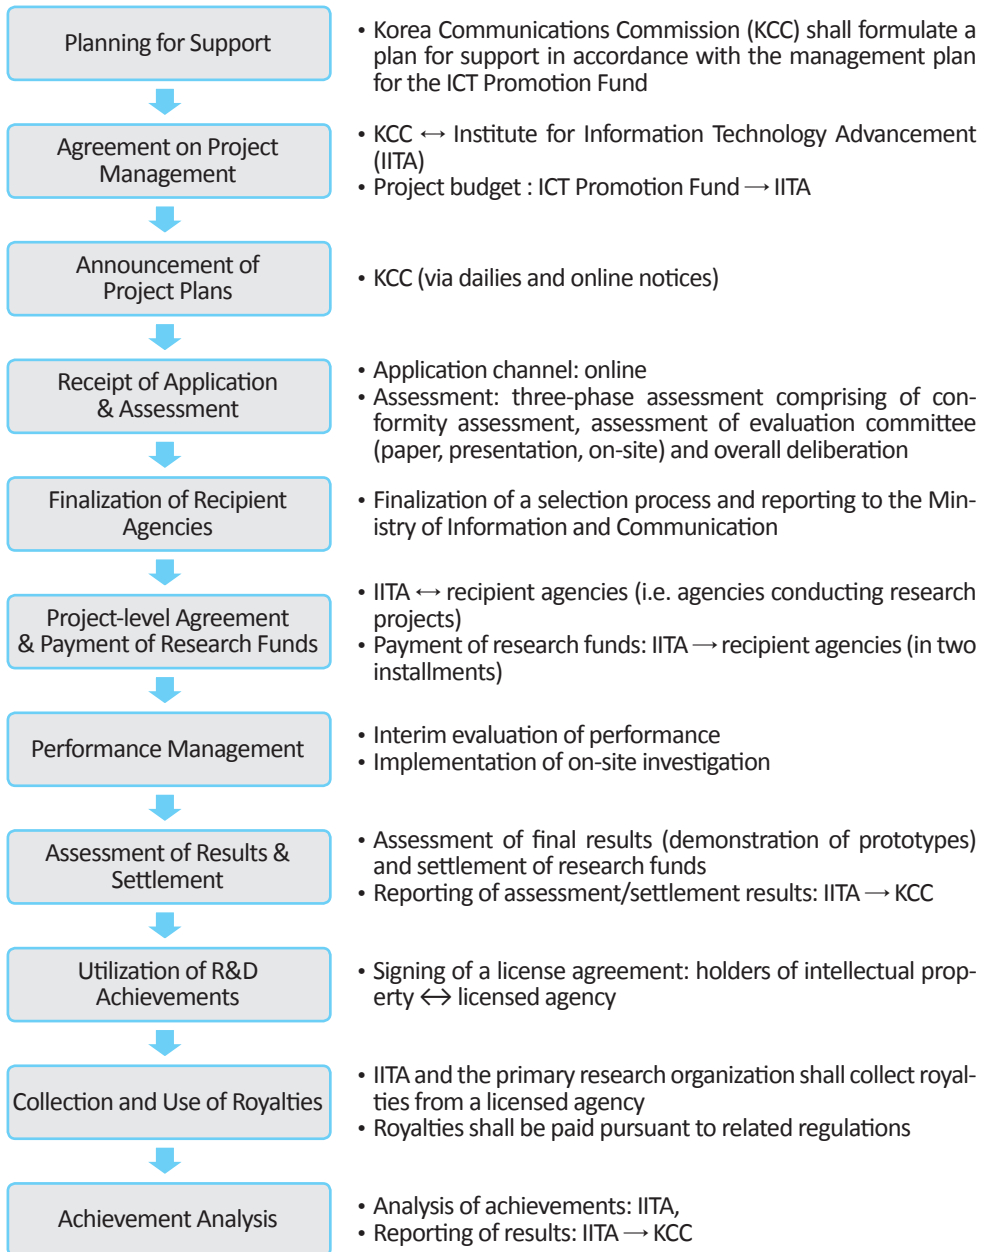 Planning for Support
• Korea Communications Commission (KCC) shall formulate a
plan for support in accordance with the management plan
for the ICT Promotion Fund
Agreement on Project
Management
• KCC ↔ Institute for Information Technology Advancement
(IITA)
• Project budget : ICT Promotion Fund → IITA
Announcement of
Project Plans
• KCC (via dailies and online notices)
Receipt of Application
& Assessment
• Application channel: online
• Assessment: three-phase assessment comprising of con-
formity assessment, assessment of evaluation committee
(paper, presentation, on-site) and overall deliberation
Finalization of Recipient
Agencies
• Finalization of a selection process and reporting to the Min-
istry of Information and Communication
Project-level Agreement
& Payment of Research Funds
• IITA ↔ recipient agencies (i.e. agencies conducting research
projects)
• Payment of research funds: IITA → recipient agencies (in two
installments)
Performance Management
• Interim evaluation of performance
• Implementation of on-site investigation
Assessment of Results &
Settlement
• Assessment of final results (demonstration of prototypes)
and settlement of research funds
• Reporting of assessment/settlement results: IITA → KCC
Utilization of R&D
Achievements
• Signing of a license agreement: holders of intellectual prop-
erty ↔ licensed agency
Collection and Use of Royalties
• IITA and the primary research organization shall collect royal-
ties from a licensed agency
• Royalties shall be paid pursuant to related regulations
Achievement Analysis
• Analysis of achievements: IITA,
• Reporting of results: IITA → KCC